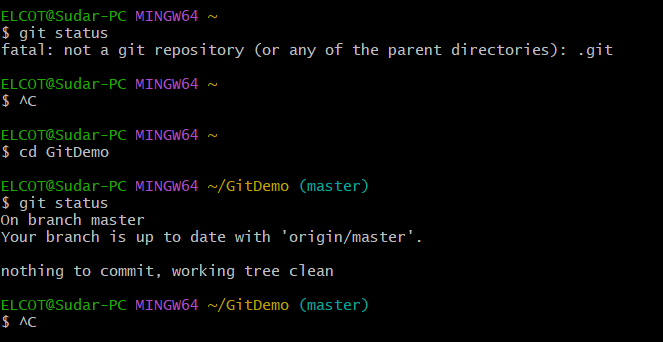 ELCOT@Sudar-PC MINGW64 ~
$ git status
fatal: not a git repository (or any of the parent directories): .git
ELCOT@Sudar-PC MINGW64 ~
$ ^C
ELCOT@Sudar-PC MINGW64 ~
$ cd GitDemo
ELCOT@Sudar-PC MINGW64 ~/GitDemo (master)
$ git status
On branch master
Your branch is up to date with 'origin/master'.
nothing to commit, working tree clean
ELCOT@Sudar-PC MINGW64 ~/GitDemo (master)
$ ^C